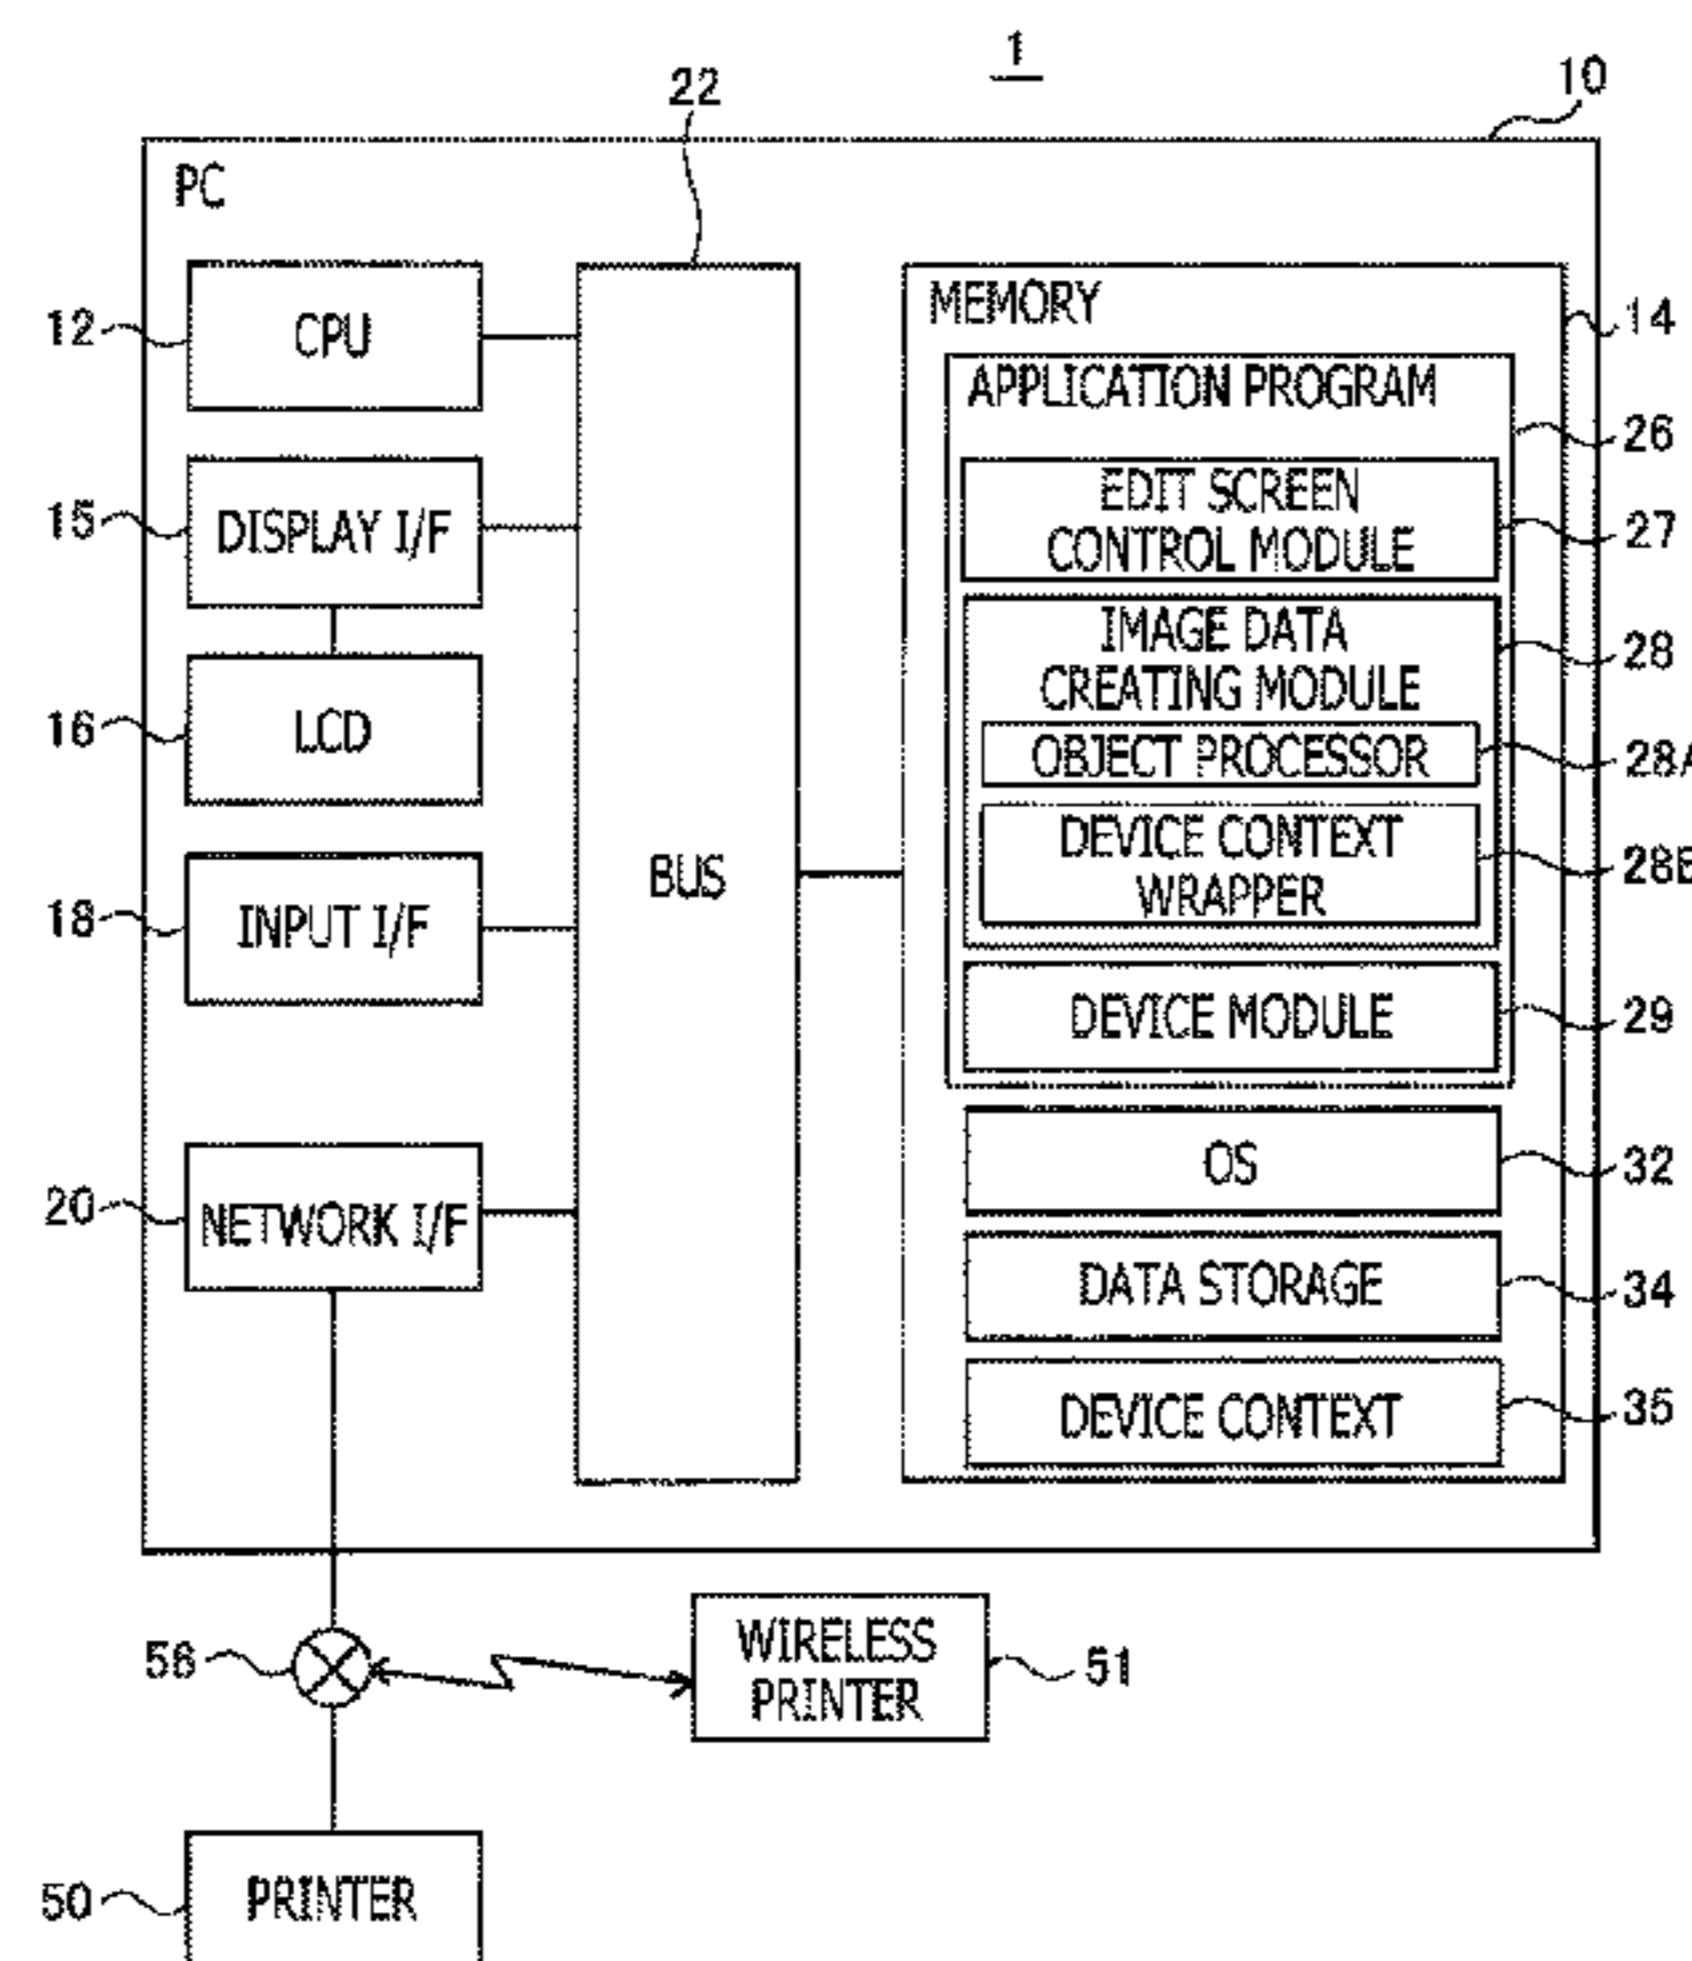 1
10
22
PC
12
CPU
MEMORY
14
APPLICATION PROGRAM
26
15
DISPLAY I/F
EDIT SCREEN
CONTROL MODULE
27
IMAGE DATA
CREATING MODULE
28
16
LCD
OBJECT PROCESSOR
28A
DEVICE CONTEXT
WRAPPER
28B
BUS
18
INPUT I/F
DEVICE MODULE
29
OS
32
20
NETWORK I/F
DATA STORAGE
34
DEVICE CONTEXT
35
56
WIRELESS
PRINTER
51
50
PRINTER